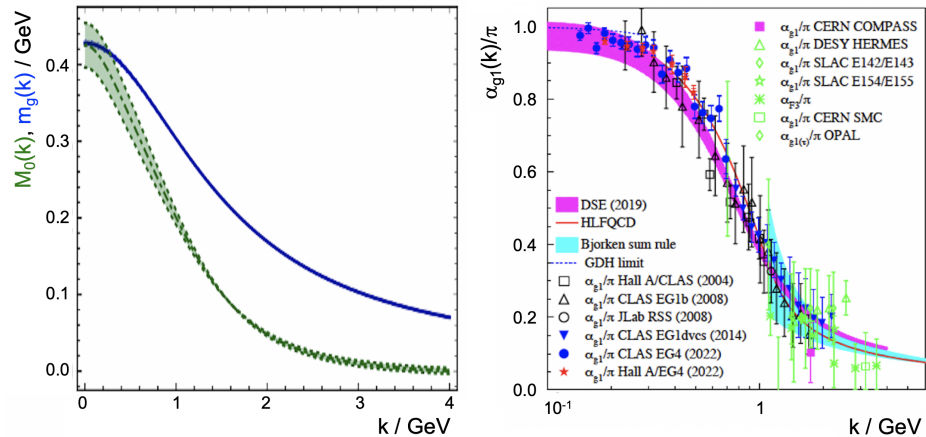 M₀(k), m_g(k) / GeV
0.4
0.3
0.2
0.1
0.0
0
1
2
3
4
k / GeV
α_g1(k)/π
1.0
0.8
0.6
0.4
0.2
0.0
10⁻¹
1
k / GeV
α_g1/π CERN COMPASS
α_g1/π DESY HERMES
α_g1/π SLAC E142/E143
α_g1/π SLAC E154/E155
α_F3/π
α_g1/π CERN SMC
α_g1(τ)/π OPAL
DSE (2019)
HLFQCD
Bjorken sum rule
GDH limit
α_g1/π Hall A/CLAS (2004)
α_g1/π CLAS EG1b (2008)
α_g1/π JLab RSS (2008)
α_g1/π CLAS EG1dvcs (2014)
α_g1/π CLAS EG4 (2022)
α_g1/π Hall A/EG4 (2022)